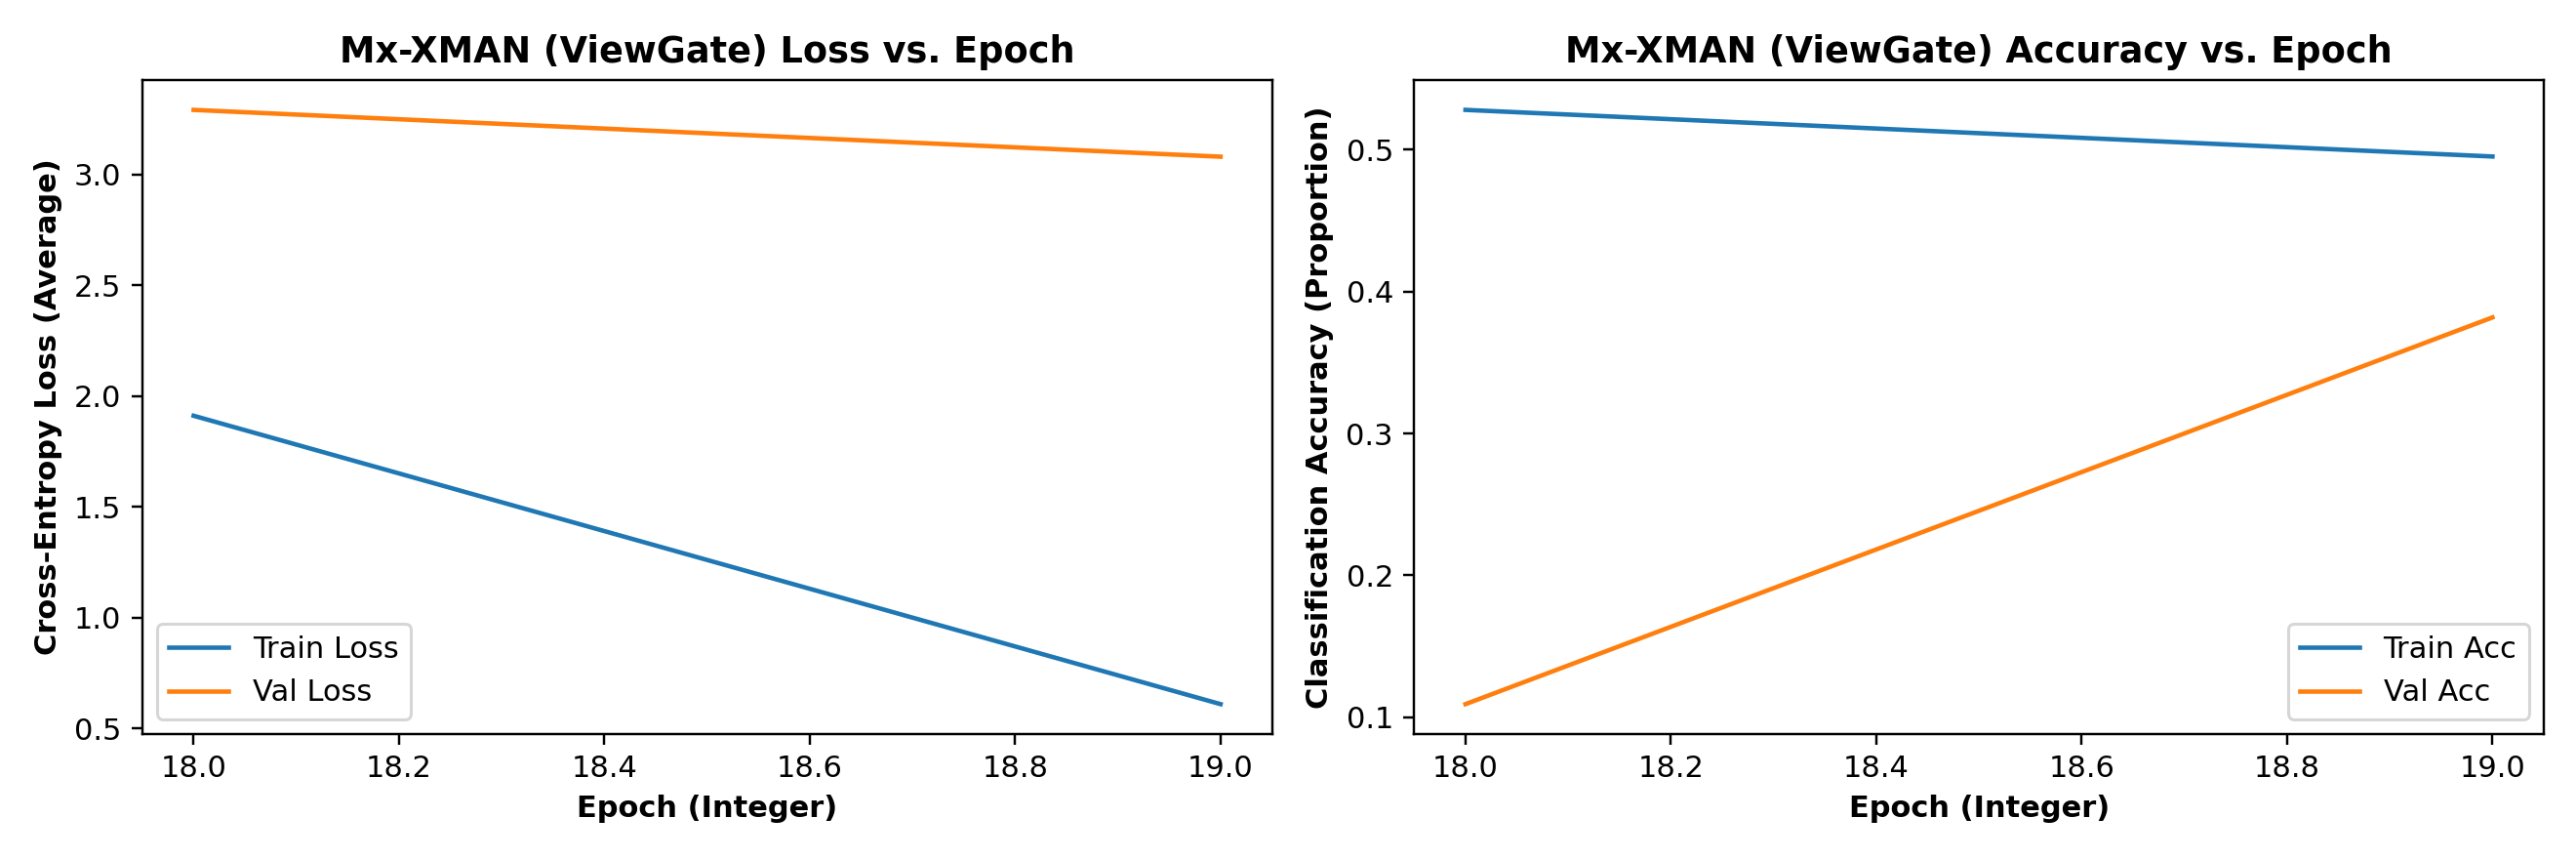 Mx-XMAN (ViewGate) Loss vs. Epoch
Cross-Entropy Loss (Average)
3.0
2.5
2.0
1.5
1.0
0.5
Train Loss
Val Loss
18.0 18.2 18.4 18.6 18.8 19.0
Epoch (Integer)
Mx-XMAN (ViewGate) Accuracy vs. Epoch
Classification Accuracy (Proportion)
0.5
0.4
0.3
0.2
0.1
Train Acc
Val Acc
18.0 18.2 18.4 18.6 18.8 19.0
Epoch (Integer)